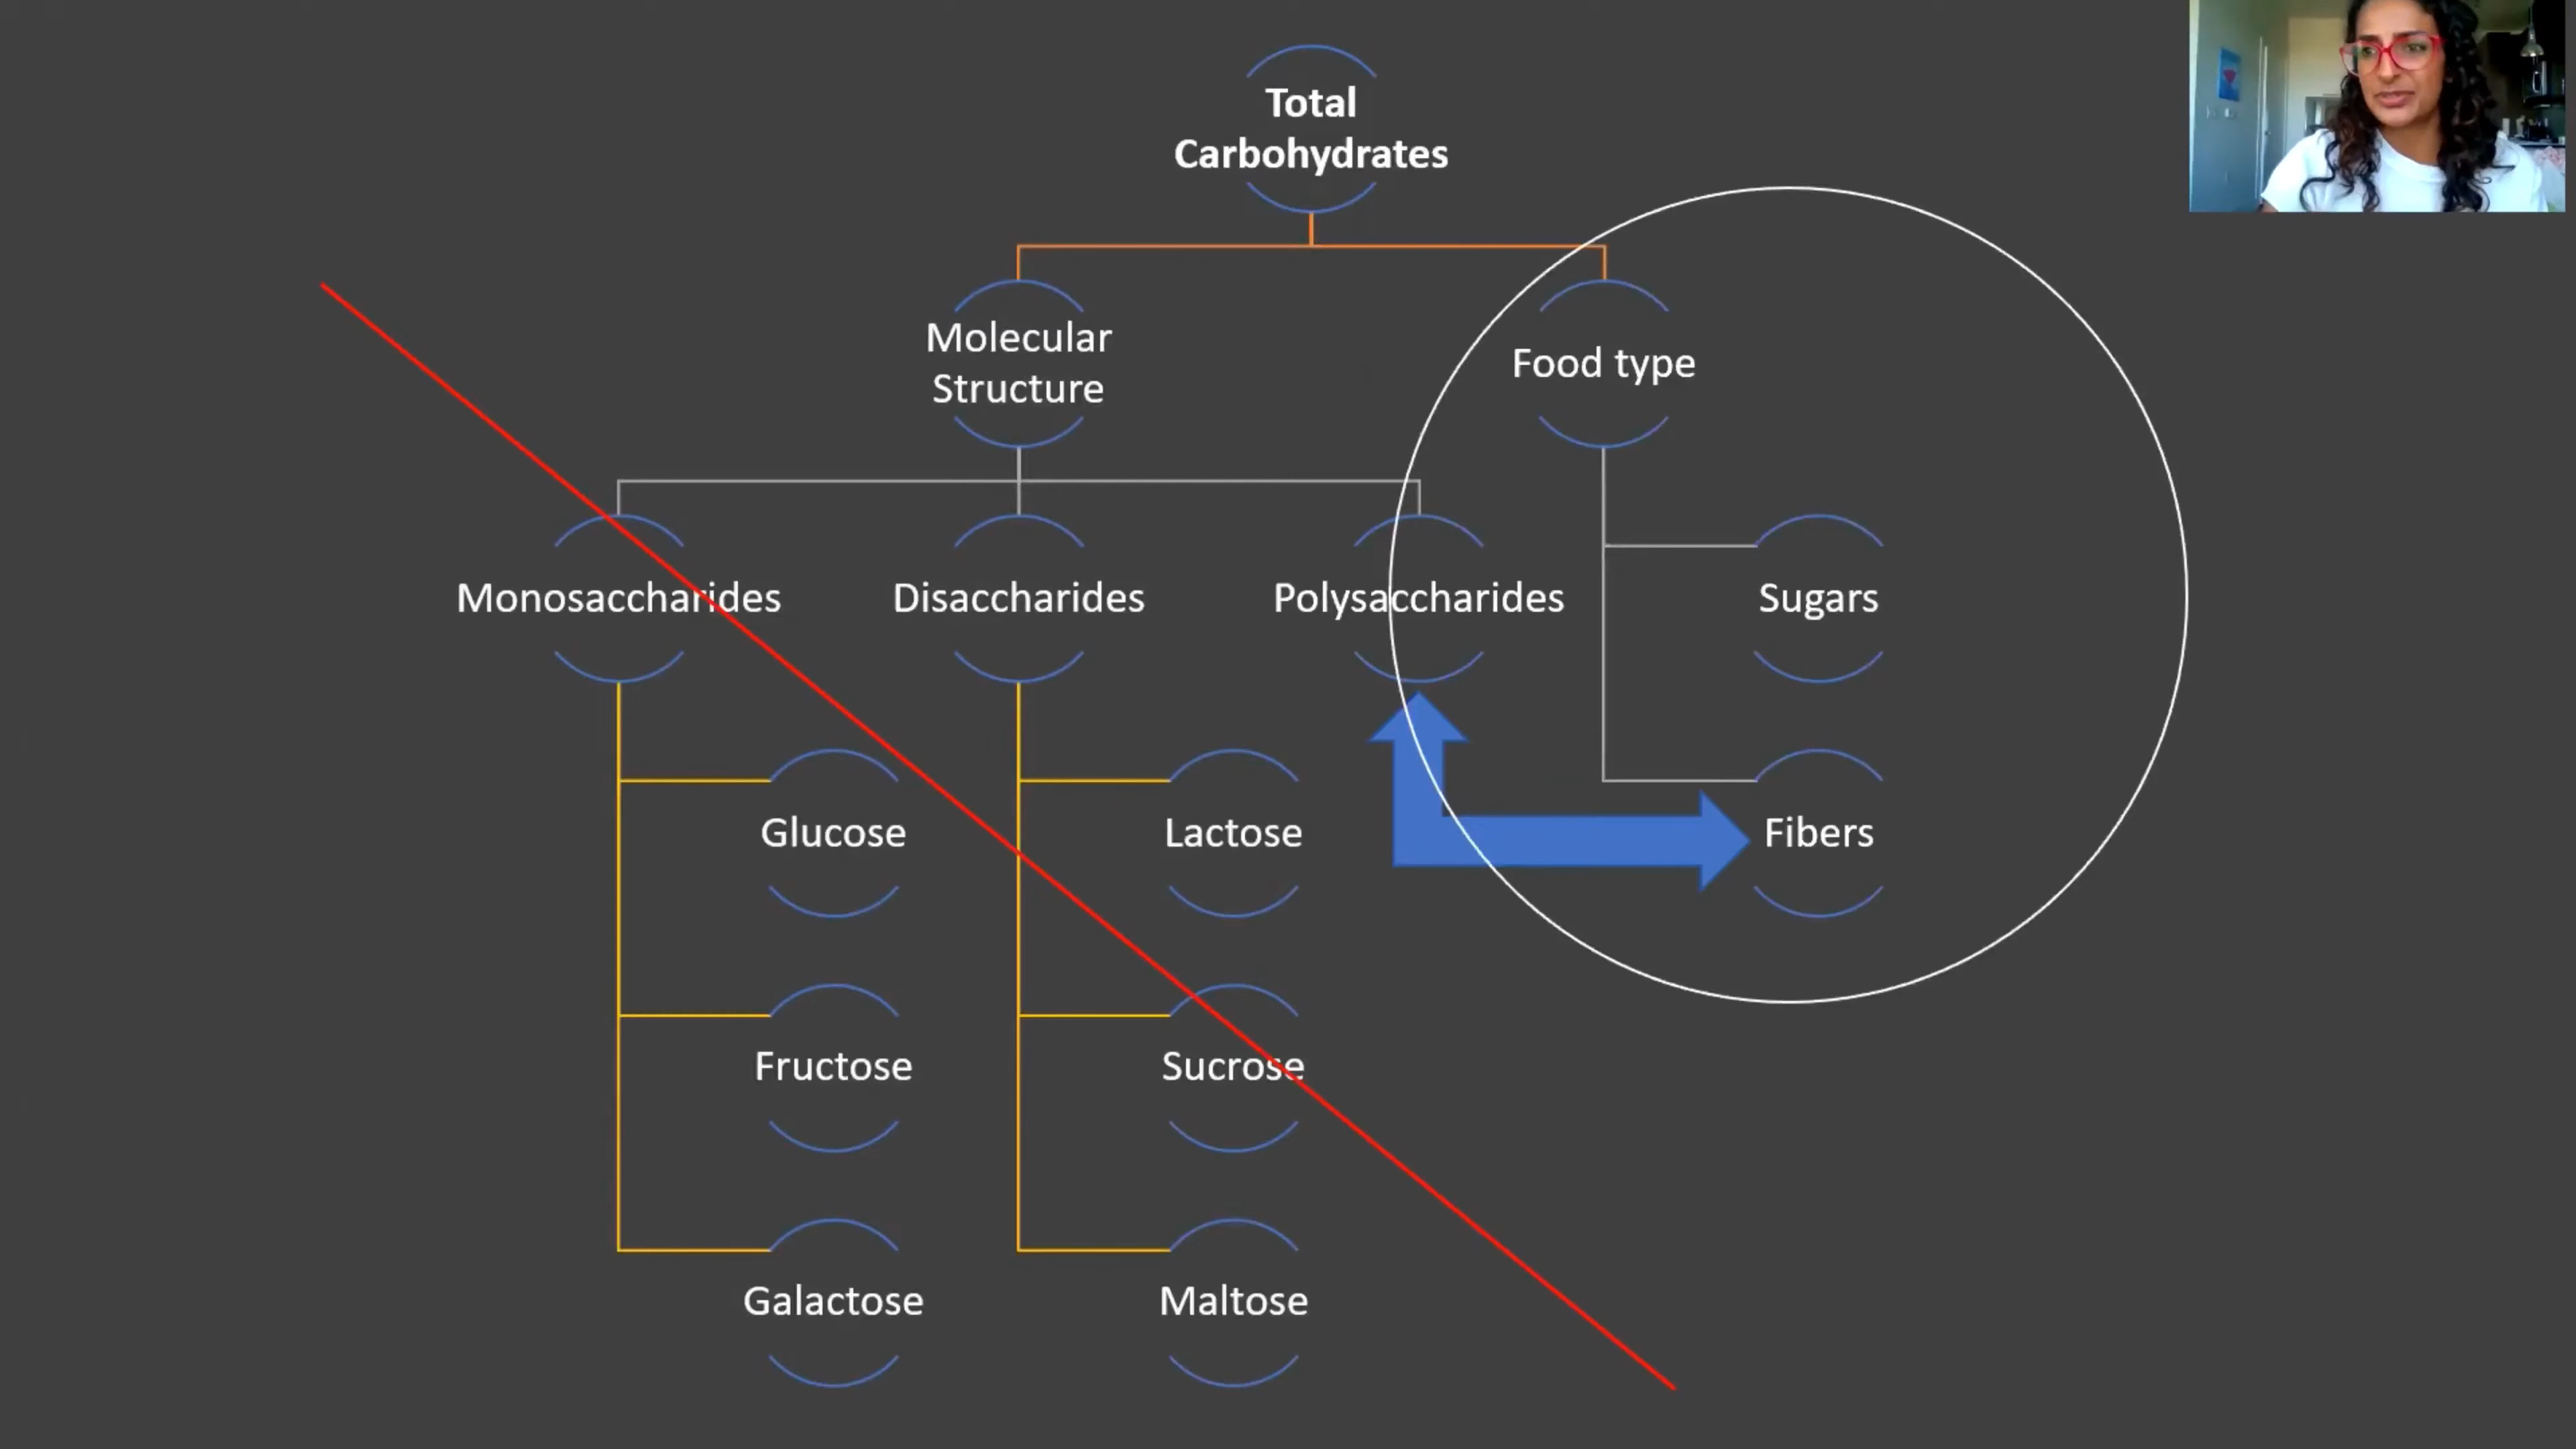 Total
Carbohydrates
Molecular
Structure
Food type
Monosaccharides
Disaccharides
Polysaccharides
Sugars
Glucose
Lactose
Fibers
Fructose
Sucrose
Galactose
Maltose